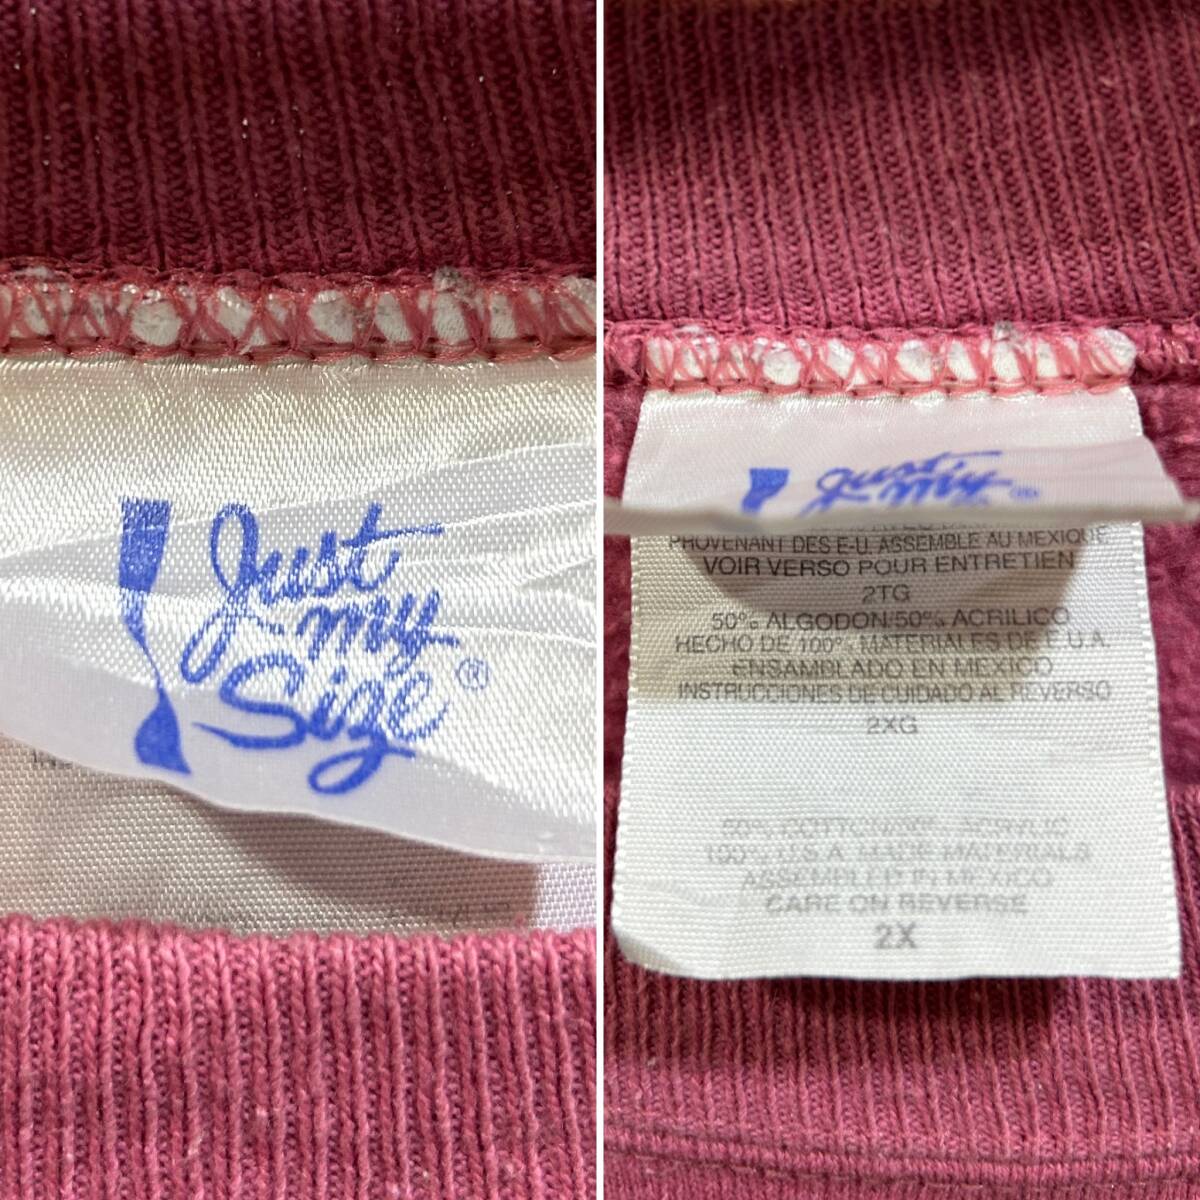 Just
my
Size®
Just
my®
PROVENANT DES E-U. ASSEMBLE AU MEXIQUE
VOIR VERSO POUR ENTRETIEN
2TG
50% ALGODON/50% ACRILICO
HECHO DE 100% MATERIALES DE E.U.A.
ENSAMBLADO EN MEXICO
INSTRUCCIONES DE CUIDADO AL REVERSO
2XG
50% COTTON/50% ACRYLIC
100% U.S.A. MADE MATERIALS
ASSEMBLED IN MEXICO
CARE ON REVERSE
2X